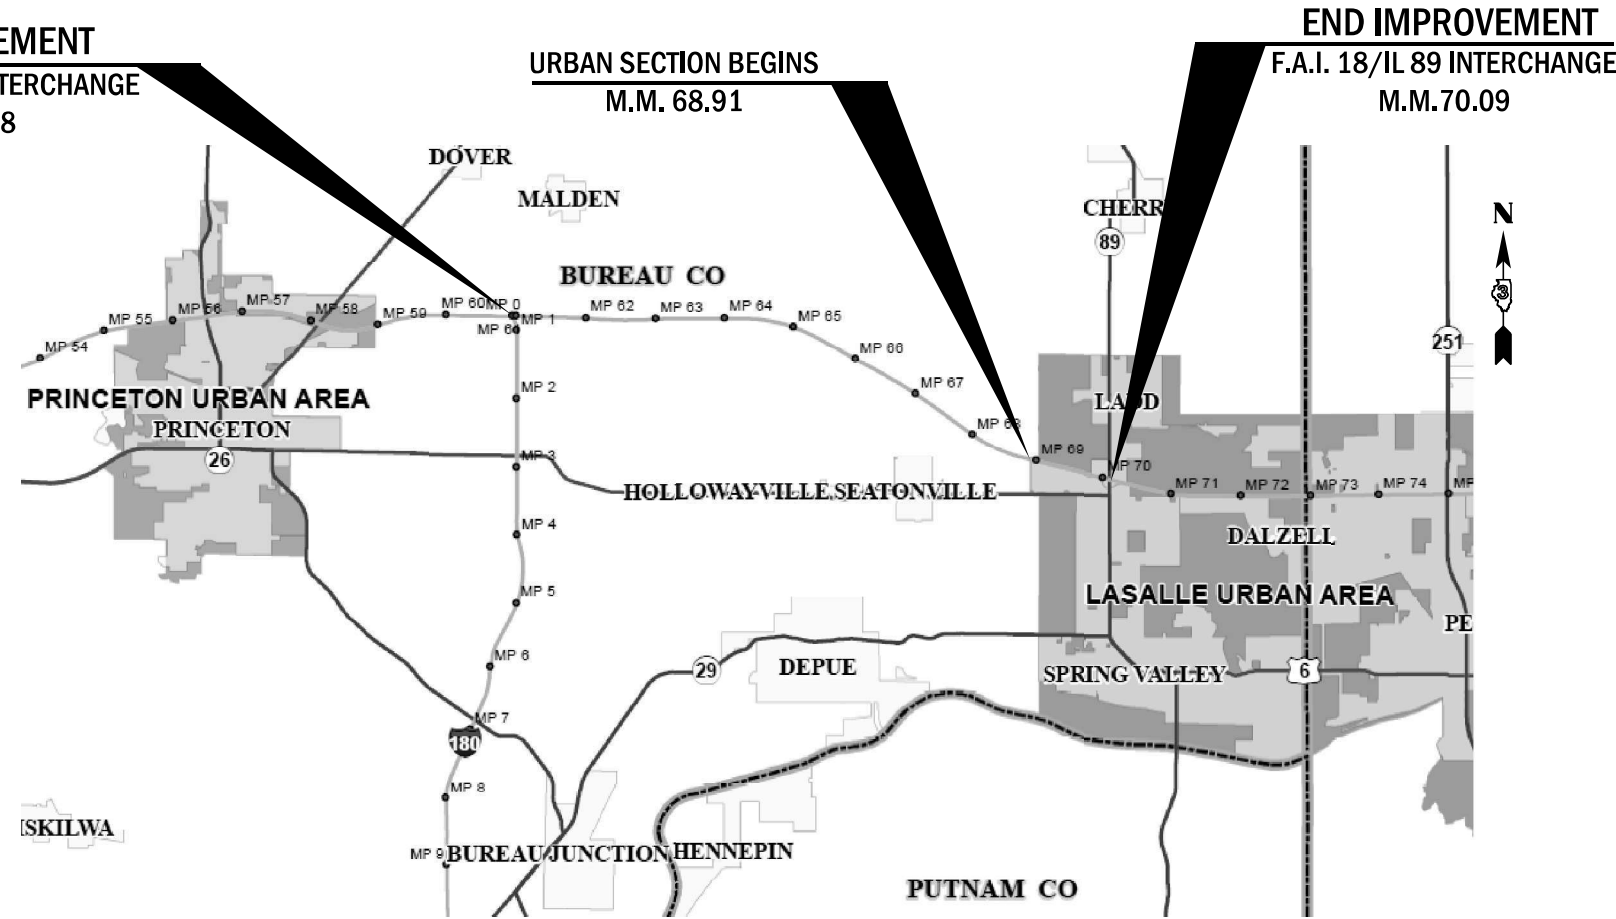 EMENT
TERCHANGE
8
URBAN SECTION BEGINS
M.M. 68.91
END IMPROVEMENT
F.A.I. 18/IL 89 INTERCHANGE
M.M.70.09
DOVER
MALDEN
CHERR
N
89
3
BUREAU CO
MP 54
MP 55
MP 56
MP 57
MP 58
MP 59
MP 60
MP 0
MP 1
MP 6
MP 62
MP 63
MP 64
MP 65
MP 66
MP 67
MP 68
MP 69
MP 70
MP 71
MP 72
MP 73
MP 74
MP
251
PRINCETON URBAN AREA
PRINCETON
26
LADD
MP 2
MP 3
HOLLOWAYVILLE SEATONVILLE
MP 4
DALZELL
MP 5
LASALLE URBAN AREA
PE
MP 6
29
DEPUE
SPRING VALLEY
6
MP 7
180
MP 8
ISKILWA
MP 9
BUREAU JUNCTION
HENNEPIN
PUTNAM CO